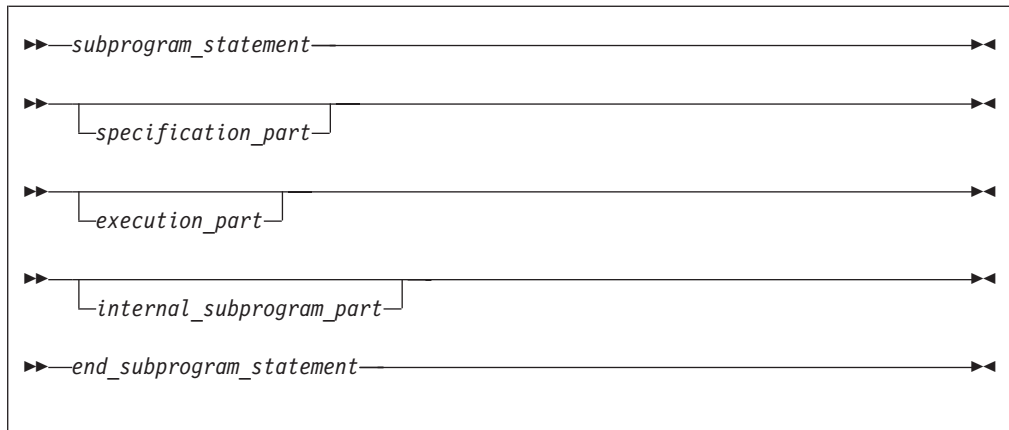 subprogram_statement
specification_part
execution_part
internal_subprogram_part
end_subprogram_statement